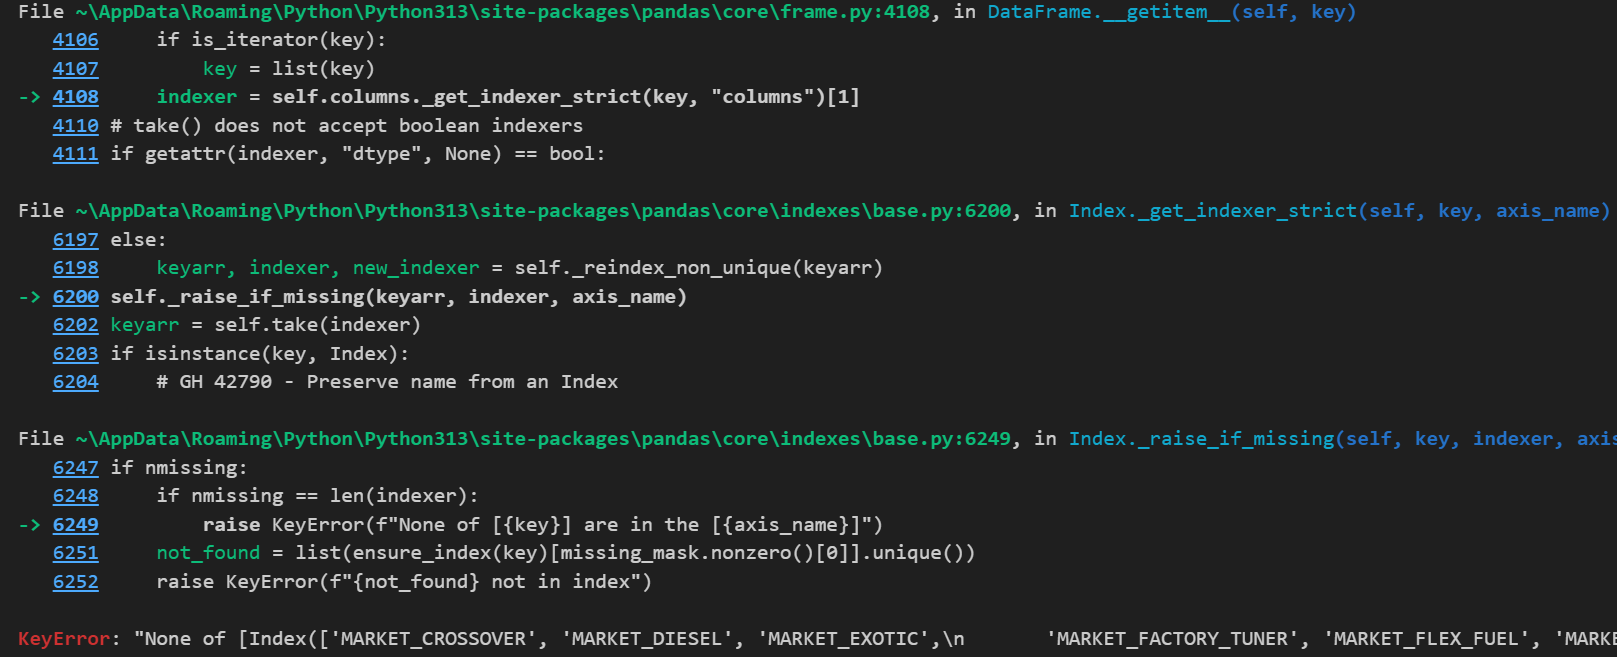 File ~\AppData\Roaming\Python\Python313\site-packages\pandas\core\frame.py:4108, in DataFrame.__getitem__(self, key)
4106     if is_iterator(key):
4107         key = list(key)
-> 4108     indexer = self.columns._get_indexer_strict(key, "columns")[1]
4110 # take() does not accept boolean indexers
4111 if getattr(indexer, "dtype", None) == bool:
File ~\AppData\Roaming\Python\Python313\site-packages\pandas\core\indexes\base.py:6200, in Index._get_indexer_strict(self, key, axis_name)
6197 else:
6198     keyarr, indexer, new_indexer = self._reindex_non_unique(keyarr)
-> 6200 self._raise_if_missing(keyarr, indexer, axis_name)
6202 keyarr = self.take(indexer)
6203 if isinstance(key, Index):
6204     # GH 42790 - Preserve name from an Index
File ~\AppData\Roaming\Python\Python313\site-packages\pandas\core\indexes\base.py:6249, in Index._raise_if_missing(self, key, indexer, axis
6247 if nmissing:
6248     if nmissing == len(indexer):
-> 6249         raise KeyError(f"None of [{key}] are in the [{axis_name}]")
6251     not_found = list(ensure_index(key)[missing_mask.nonzero()[0]].unique())
6252     raise KeyError(f"{not_found} not in index")
KeyError: "None of [Index(['MARKET_CROSSOVER', 'MARKET_DIESEL', 'MARKET_EXOTIC',\n       'MARKET_FACTORY_TUNER', 'MARKET_FLEX_FUEL', 'MARKE